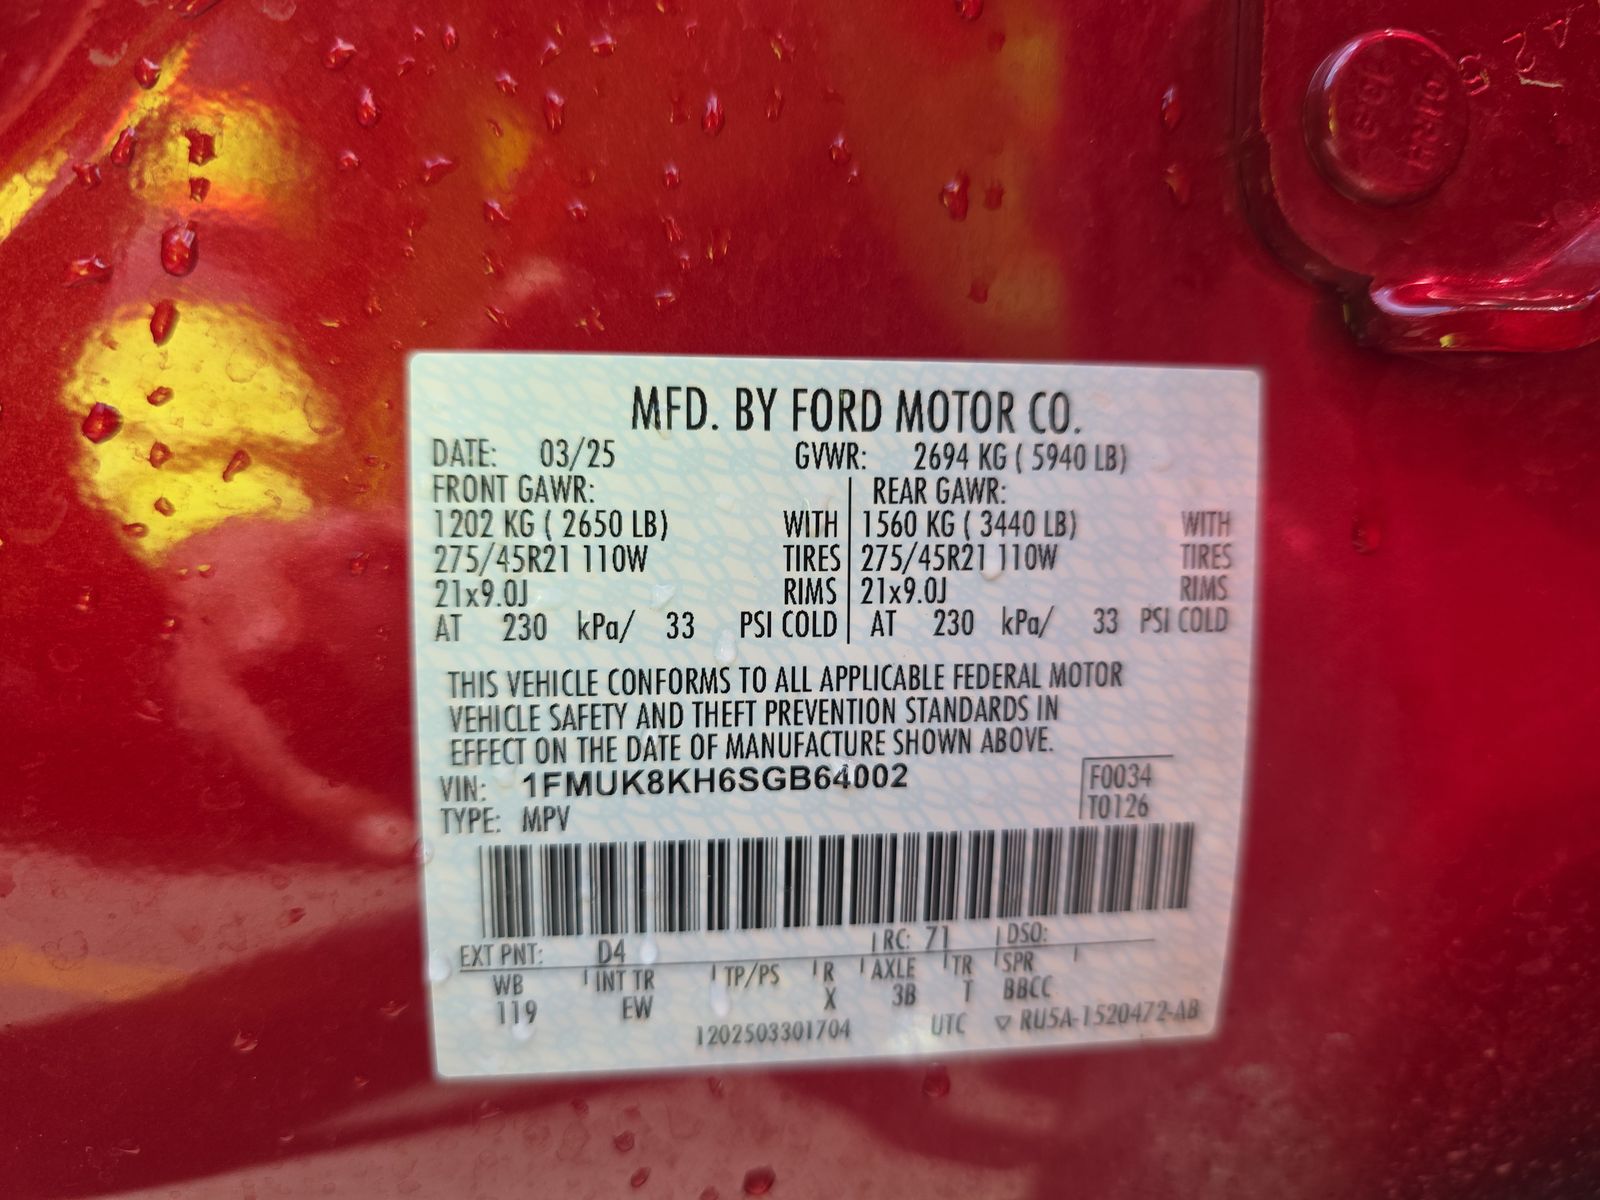 MFD. BY FORD MOTOR CO.
DATE: 03/25 GVWR: 2694 KG ( 5940 LB)
FRONT GAWR: REAR GAWR:
1202 KG ( 2650 LB) WITH 1560 KG ( 3440 LB) WITH
275/45R21 110W TIRES 275/45R21 110W TIRES
21x9.0J RIMS 21x9.0J RIMS
AT 230 kPa/ 33 PSI COLD AT 230 kPa/ 33 PSI COLD
THIS VEHICLE CONFORMS TO ALL APPLICABLE FEDERAL MOTOR
VEHICLE SAFETY AND THEFT PREVENTION STANDARDS IN
EFFECT ON THE DATE OF MANUFACTURE SHOWN ABOVE.
VIN: 1FMUK8KH6SGB64002 F0034
TYPE: MPV T0126
EXT PNT: D4 RC: 71 DSO:
WB INT TR TP/PS R AXLE TR SPR
119 EW X 3B T BBCC
1202503301704 UTC ▽ RU5A-1520472-AB